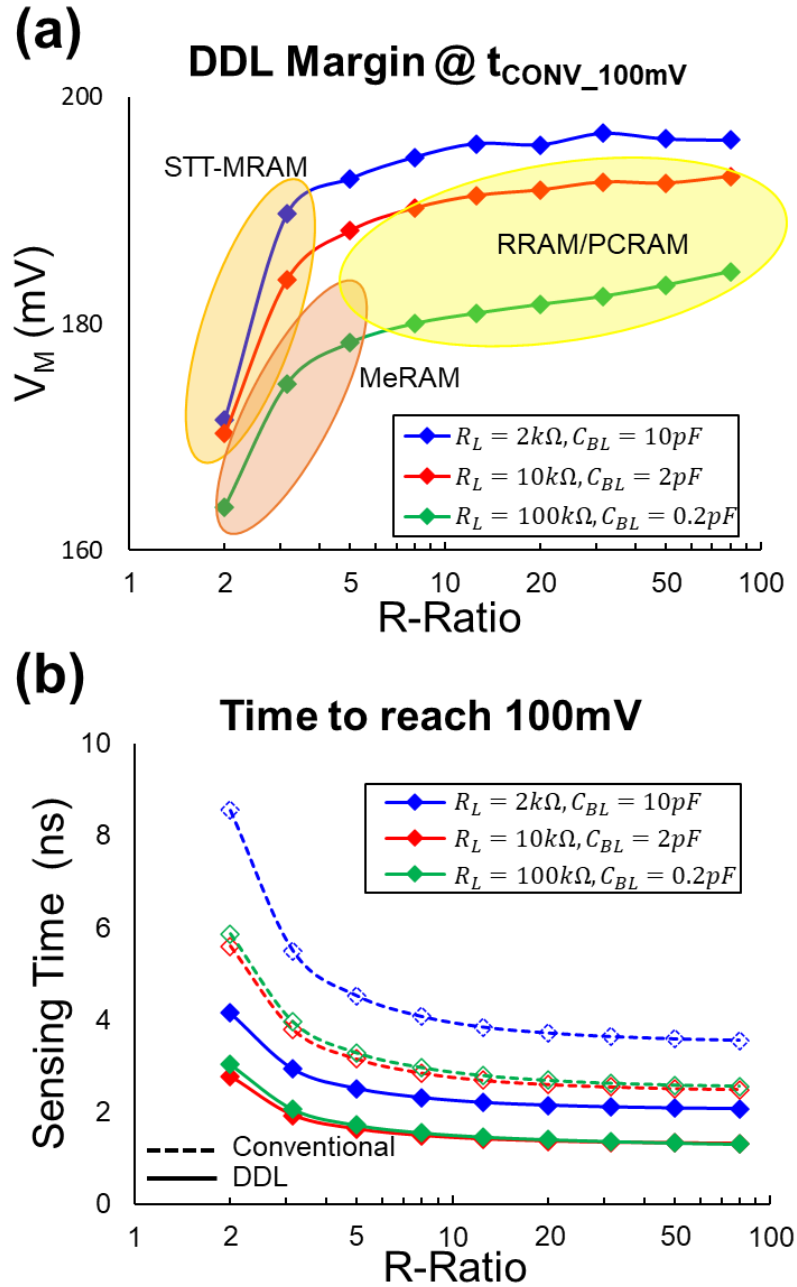 (a)
DDL Margin @ tCONV_100mV
200
180
160
VM (mV)
STT-MRAM
RRAM/PCRAM
MeRAM
RL = 2kΩ, CBL = 10pF
RL = 10kΩ, CBL = 2pF
RL = 100kΩ, CBL = 0.2pF
1 2 5 10 20 50 100
R-Ratio
(b)
Time to reach 100mV
10
8
6
4
2
0
Sensing Time (ns)
RL = 2kΩ, CBL = 10pF
RL = 10kΩ, CBL = 2pF
RL = 100kΩ, CBL = 0.2pF
Conventional
DDL
1 2 5 10 20 50 100
R-Ratio